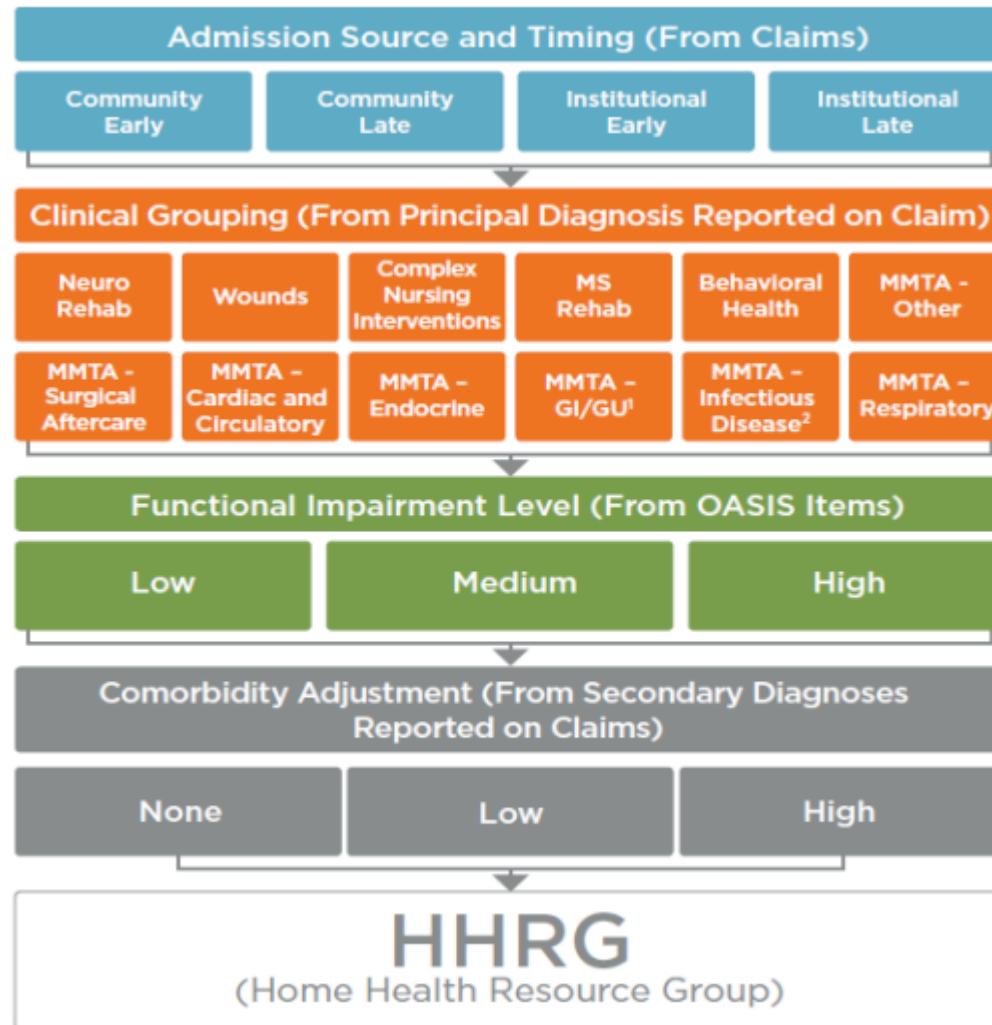 Admission Source and Timing (From Claims)
Community
Early
Community
Late
Institutional
Early
Institutional
Late
Clinical Grouping (From Principal Diagnosis Reported on Claim)
Neuro
Rehab
Wounds
Complex
Nursing
Interventions
MS
Rehab
Behavioral
Health
MMTA -
Other
MMTA -
Surgical
Aftercare
MMTA –
Cardiac and
Circulatory
MMTA –
Endocrine
MMTA –
GI/GU¹
MMTA –
Infectious
Disease²
MMTA –
Respiratory
Functional Impairment Level (From OASIS Items)
Low
Medium
High
Comorbidity Adjustment (From Secondary Diagnoses
Reported on Claims)
None
Low
High
HHRG
(Home Health Resource Group)